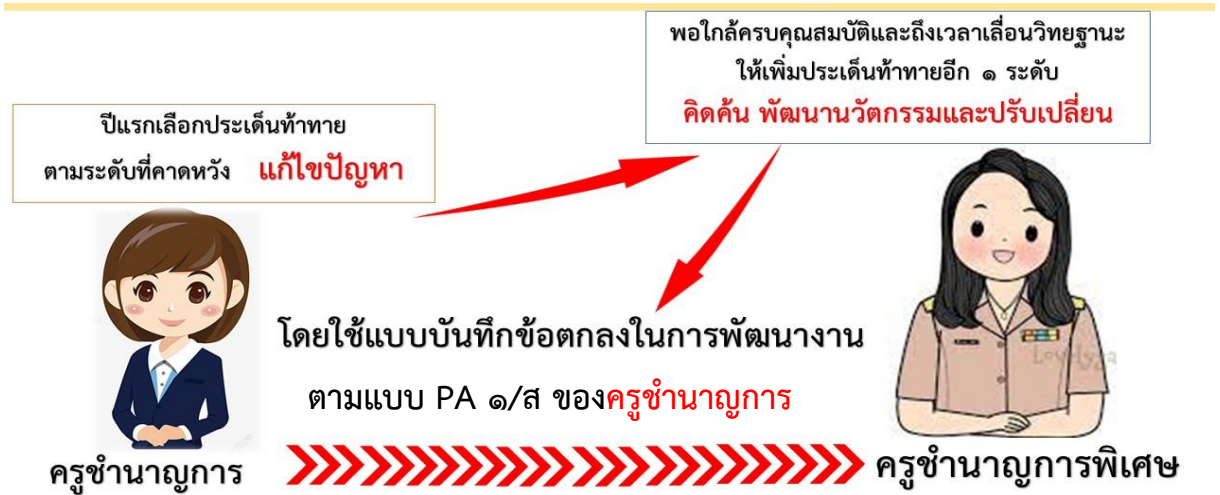 พอใกล้ครบคุณสมบัติและถึงเวลาเลื่อนวิทยฐานะ
ให้เพิ่มประเด็นท้าทายอีก ๑ ระดับ
คิดค้น พัฒนานวัตกรรมและปรับเปลี่ยน
ปีแรกเลือกประเด็นท้าทาย
ตามระดับที่คาดหวัง แก้ไขปัญหา
โดยใช้แบบบันทึกข้อตกลงในการพัฒนางาน
ตามแบบ PA ๑/ส ของครูชำนาญการ
ครูชำนาญการ
ครูชำนาญการพิเศษ